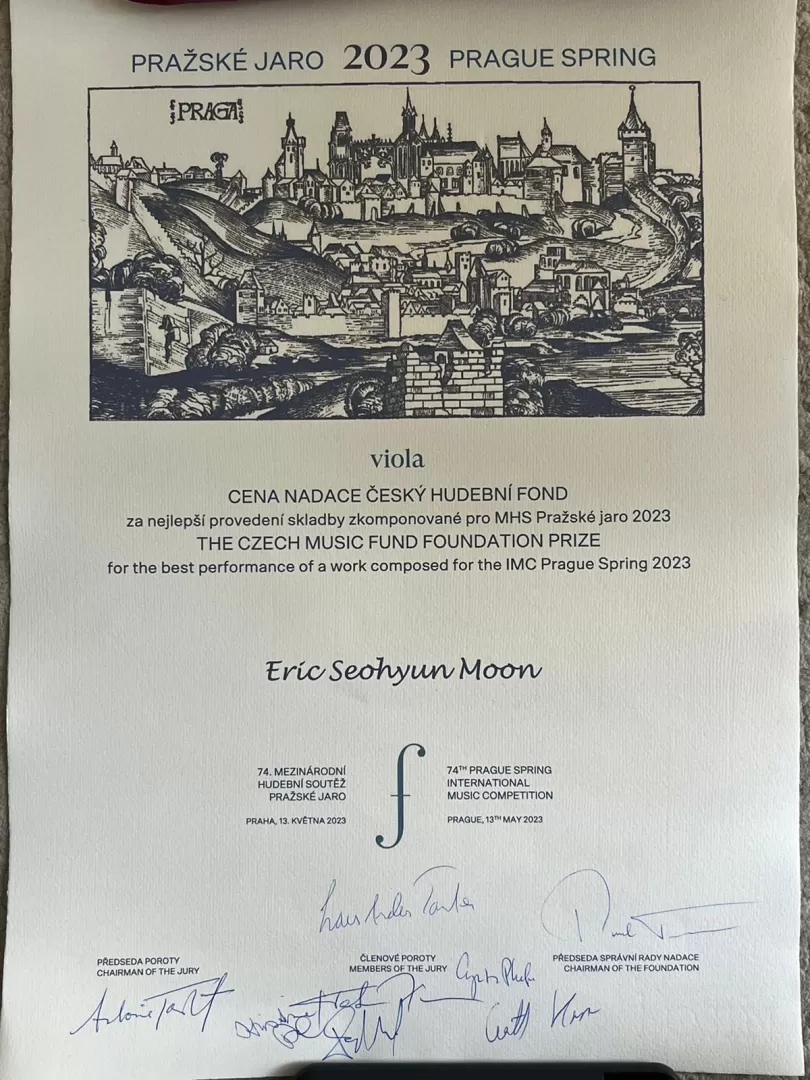 PRAŽSKÉ JARO 2023 PRAGUE SPRING
PRAGA
viola
CENA NADACE ČESKÝ HUDEBNÍ FOND
za nejlepší provedení skladby zkomponované pro MHS Pražské jaro 2023
THE CZECH MUSIC FUND FOUNDATION PRIZE
for the best performance of a work composed for the IMC Prague Spring 2023
Eric Seohyun Moon
74. MEZINÁRODNÍ
HUDEBNÍ SOUTĚŽ
PRAŽSKÉ JARO
PRAHA, 13. KVĚTNA 2023
74TH PRAGUE SPRING
INTERNATIONAL
MUSIC COMPETITION
PRAGUE, 13TH MAY 2023
PŘEDSEDA POROTY
CHAIRMAN OF THE JURY
ČLENOVÉ POROTY
MEMBERS OF THE JURY
PŘEDSEDA SPRÁVNÍ RADY NADACE
CHAIRMAN OF THE FOUNDATION